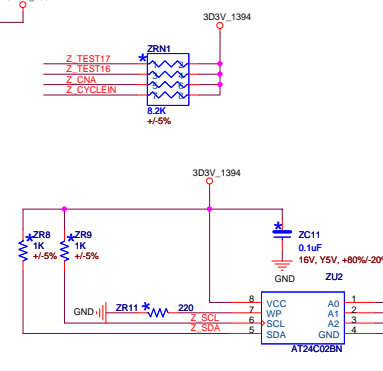 3D3V_1394
ZRN1
Z_TEST17
Z_TEST16
Z_CNA
Z_CYCLEIN
8.2K
+/-5%
3D3V_1394
ZR8
1K
+/-5%
ZR9
1K
+/-5%
ZC11
0.1uF
16V, Y5V, +80%/-20%
GND
ZU2
GND
ZR11
220
Z_SCL
Z_SDA
8
7
6
5
VCC
WP
SCL
SDA
A0
A1
A2
GND
1
2
3
4
AT24C02BN